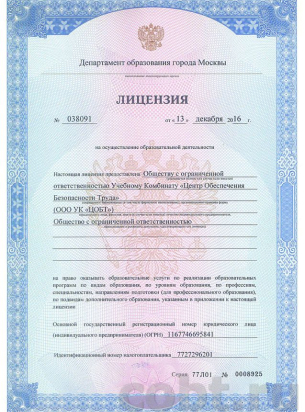 Департамент образования города Москвы
ЛИЦЕНЗИЯ
№ 038091 от «13» декабря 2016 г.
на осуществление образовательной деятельности
Настоящая лицензия предоставлена Обществу с ограниченной
ответственностью Учебному Комбинату «Центр Обеспечения
Безопасности Труда»
(ООО УК «ЦОБТ»)
Общество с ограниченной ответственностью
на право оказывать образовательные услуги по реализации образовательных
программ по видам образования, по уровням образования, по профессиям,
специальностям, направлениям подготовки (для профессионального образования),
по подвидам дополнительного образования, указанным в приложении к настоящей
лицензии.
Основной государственный регистрационный номер юридического лица
(индивидуального предпринимателя) (ОГРН) 1167746695841
Идентификационный номер налогоплательщика 7727296201
Серия 77Л01 № 0008925
cobt.ru